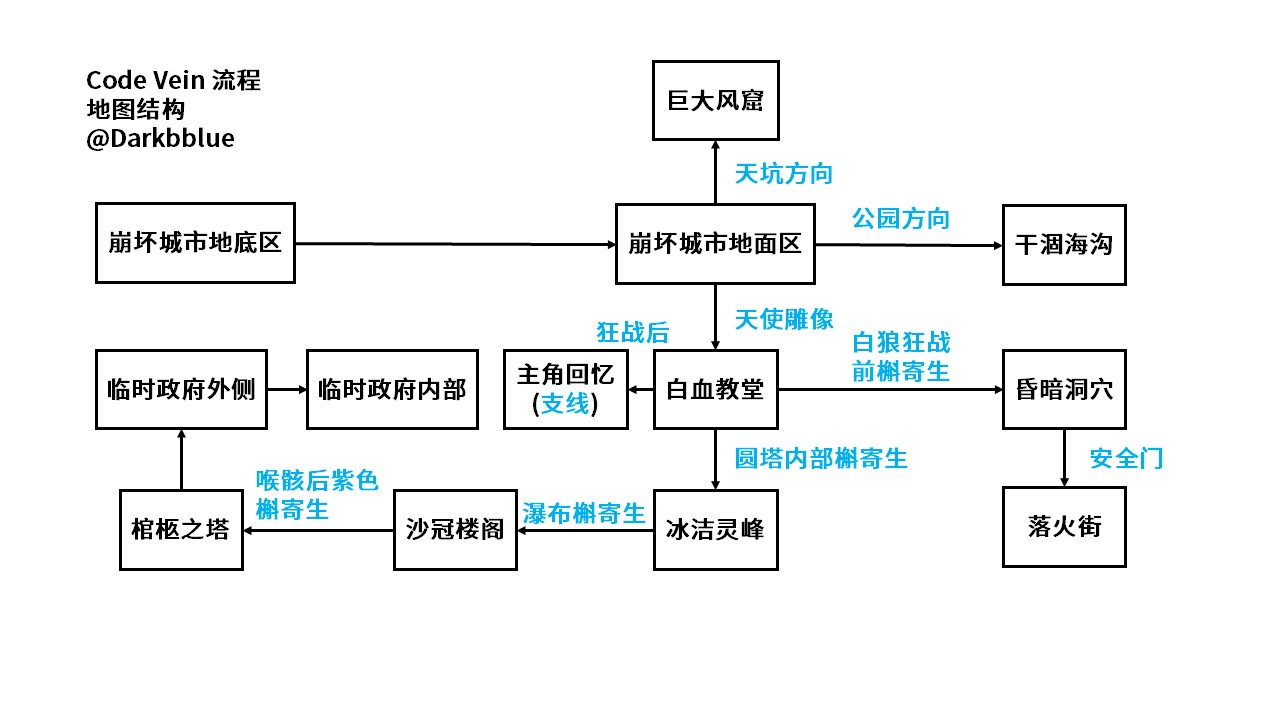 Code Vein 流程
地图结构
@Darkbblue
巨大风窟
天坑方向
崩坏城市地底区
崩坏城市地面区
公园方向
干涸海沟
天使雕像
狂战后
白狼狂战
前槲寄生
临时政府外侧
临时政府内部
主角回忆
(支线)
白血教堂
昏暗洞穴
圆塔内部槲寄生
安全门
喉骸后紫色
槲寄生
瀑布槲寄生
棺柩之塔
沙冠楼阁
冰洁灵峰
落火街